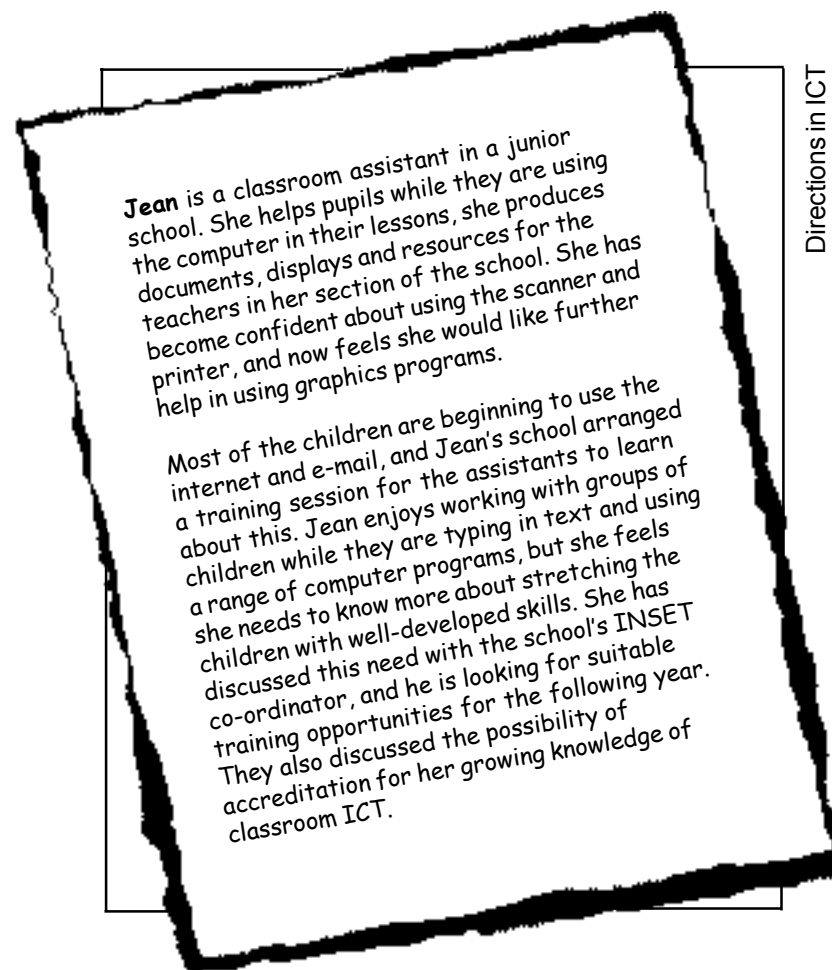 Directions in ICT
Jean is a classroom assistant in a junior
school. She helps pupils while they are using
the computer in their lessons, she produces
documents, displays and resources for the
teachers in her section of the school. She has
become confident about using the scanner and
printer, and now feels she would like further
help in using graphics programs.
Most of the children are beginning to use the
internet and e-mail, and Jean's school arranged
a training session for the assistants to learn
about this. Jean enjoys working with groups of
children while they are typing in text and using
a range of computer programs, but she feels
she needs to know more about stretching the
children with well-developed skills. She has
discussed this need with the school's INSET
co-ordinator, and he is looking for suitable
training opportunities for the following year.
They also discussed the possibility of
accreditation for her growing knowledge of
classroom ICT.